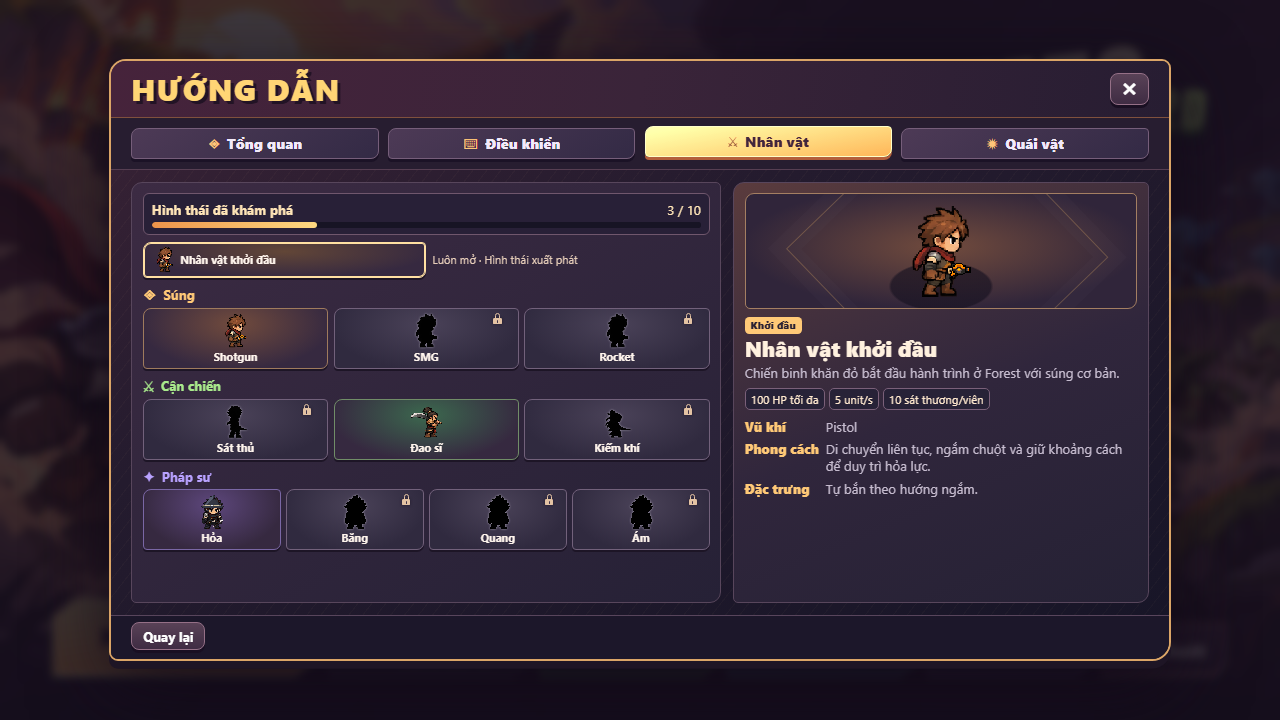 HƯỚNG DẪN
Tổng quan
Điều khiển
Nhân vật
Quái vật
Hình thái đã khám phá 3 / 10
Nhân vật khởi đầu Luôn mở · Hình thái xuất phát
Súng
Shotgun
SMG
Rocket
Cận chiến
Sát thủ
Đao sĩ
Kiếm khí
Pháp sư
Hỏa
Băng
Quang
Ám
Khởi đầu
Nhân vật khởi đầu
Chiến binh khăn đỏ bắt đầu hành trình ở Forest với súng cơ bản.
100 HP tối đa
5 unit/s
10 sát thương/viên
Vũ khí Pistol
Phong cách Di chuyển liên tục, ngắm chuột và giữ khoảng cách
để duy trì hỏa lực.
Đặc trưng Tự bắn theo hướng ngắm.
Quay lại